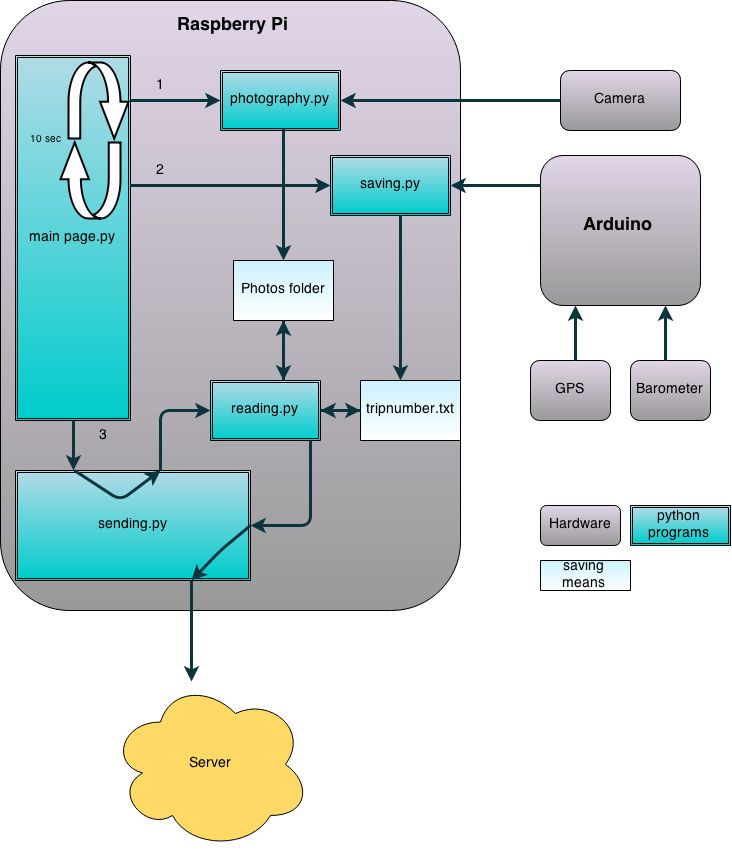 Raspberry Pi
1
photography.py
Camera
10 sec
2
saving.py
main page.py
Arduino
Photos folder
GPS
Barometer
reading.py
tripnumber.txt
3
sending.py
Hardware
python
programs
saving
means
Server